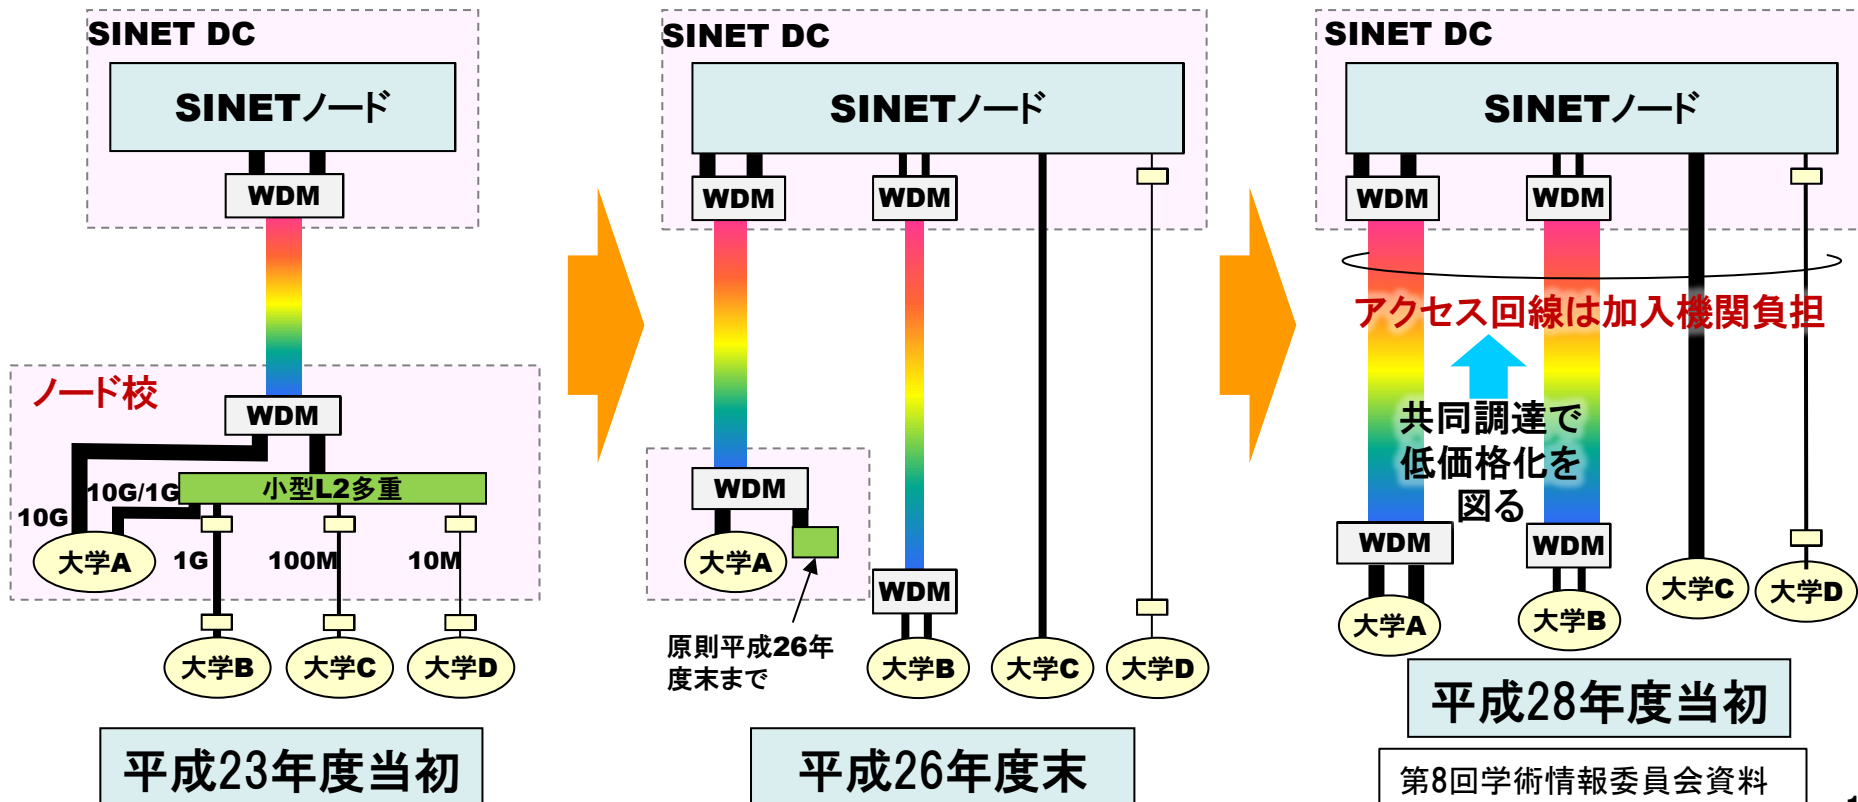 SINET DC
SINETノード
WDM
ノード校
WDM
10G/1G
小型L2多重
10G
大学A
1G
100M
10M
大学B
大学C
大学D
平成23年度当初
SINET DC
SINETノード
WDM
WDM
WDM
大学A
原則平成26年
度末まで
WDM
大学B
大学C
大学D
平成26年度末
SINET DC
SINETノード
WDM
WDM
アクセス回線は加入機関負担
共同調達で
低価格化を
図る
WDM
WDM
大学A
大学B
大学C
大学D
平成28年度当初
第8回学術情報委員会資料